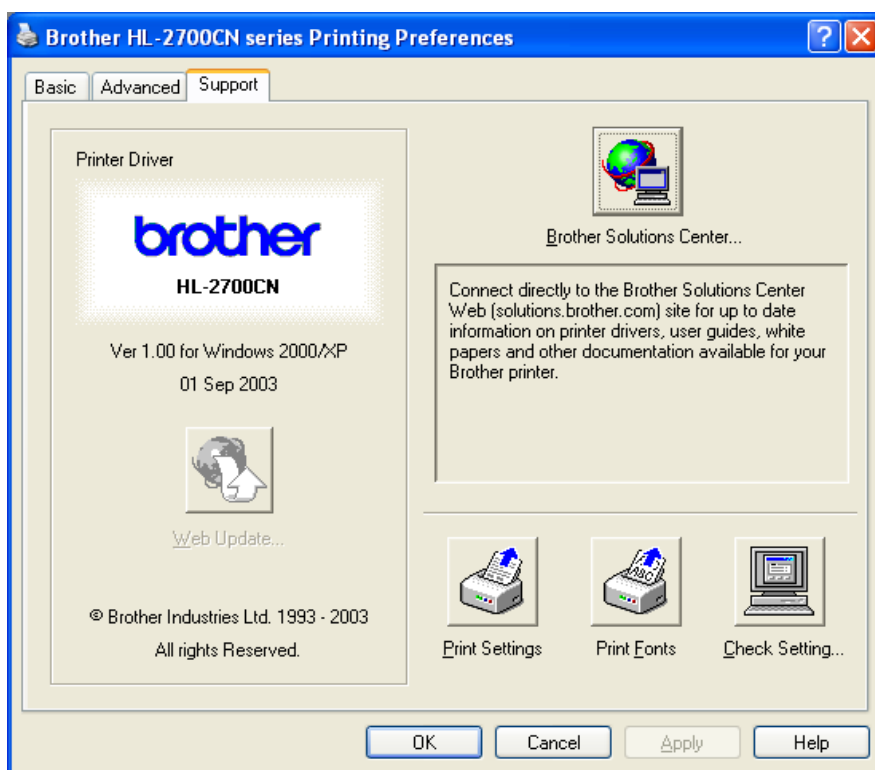 Brother HL-2700CN series Printing Preferences
Basic
Advanced
Support
Printer Driver
brother
HL-2700CN
Ver 1.00 for Windows 2000/XP
01 Sep 2003
Web Update...
© Brother Industries Ltd. 1993 - 2003
All rights Reserved.
Brother Solutions Center...
Connect directly to the Brother Solutions Center
Web (solutions.brother.com) site for up to date
information on printer drivers, user guides, white
papers and other documentation available for your
Brother printer.
ABC
Print Settings
Print Fonts
Check Setting...
OK
Cancel
Apply
Help